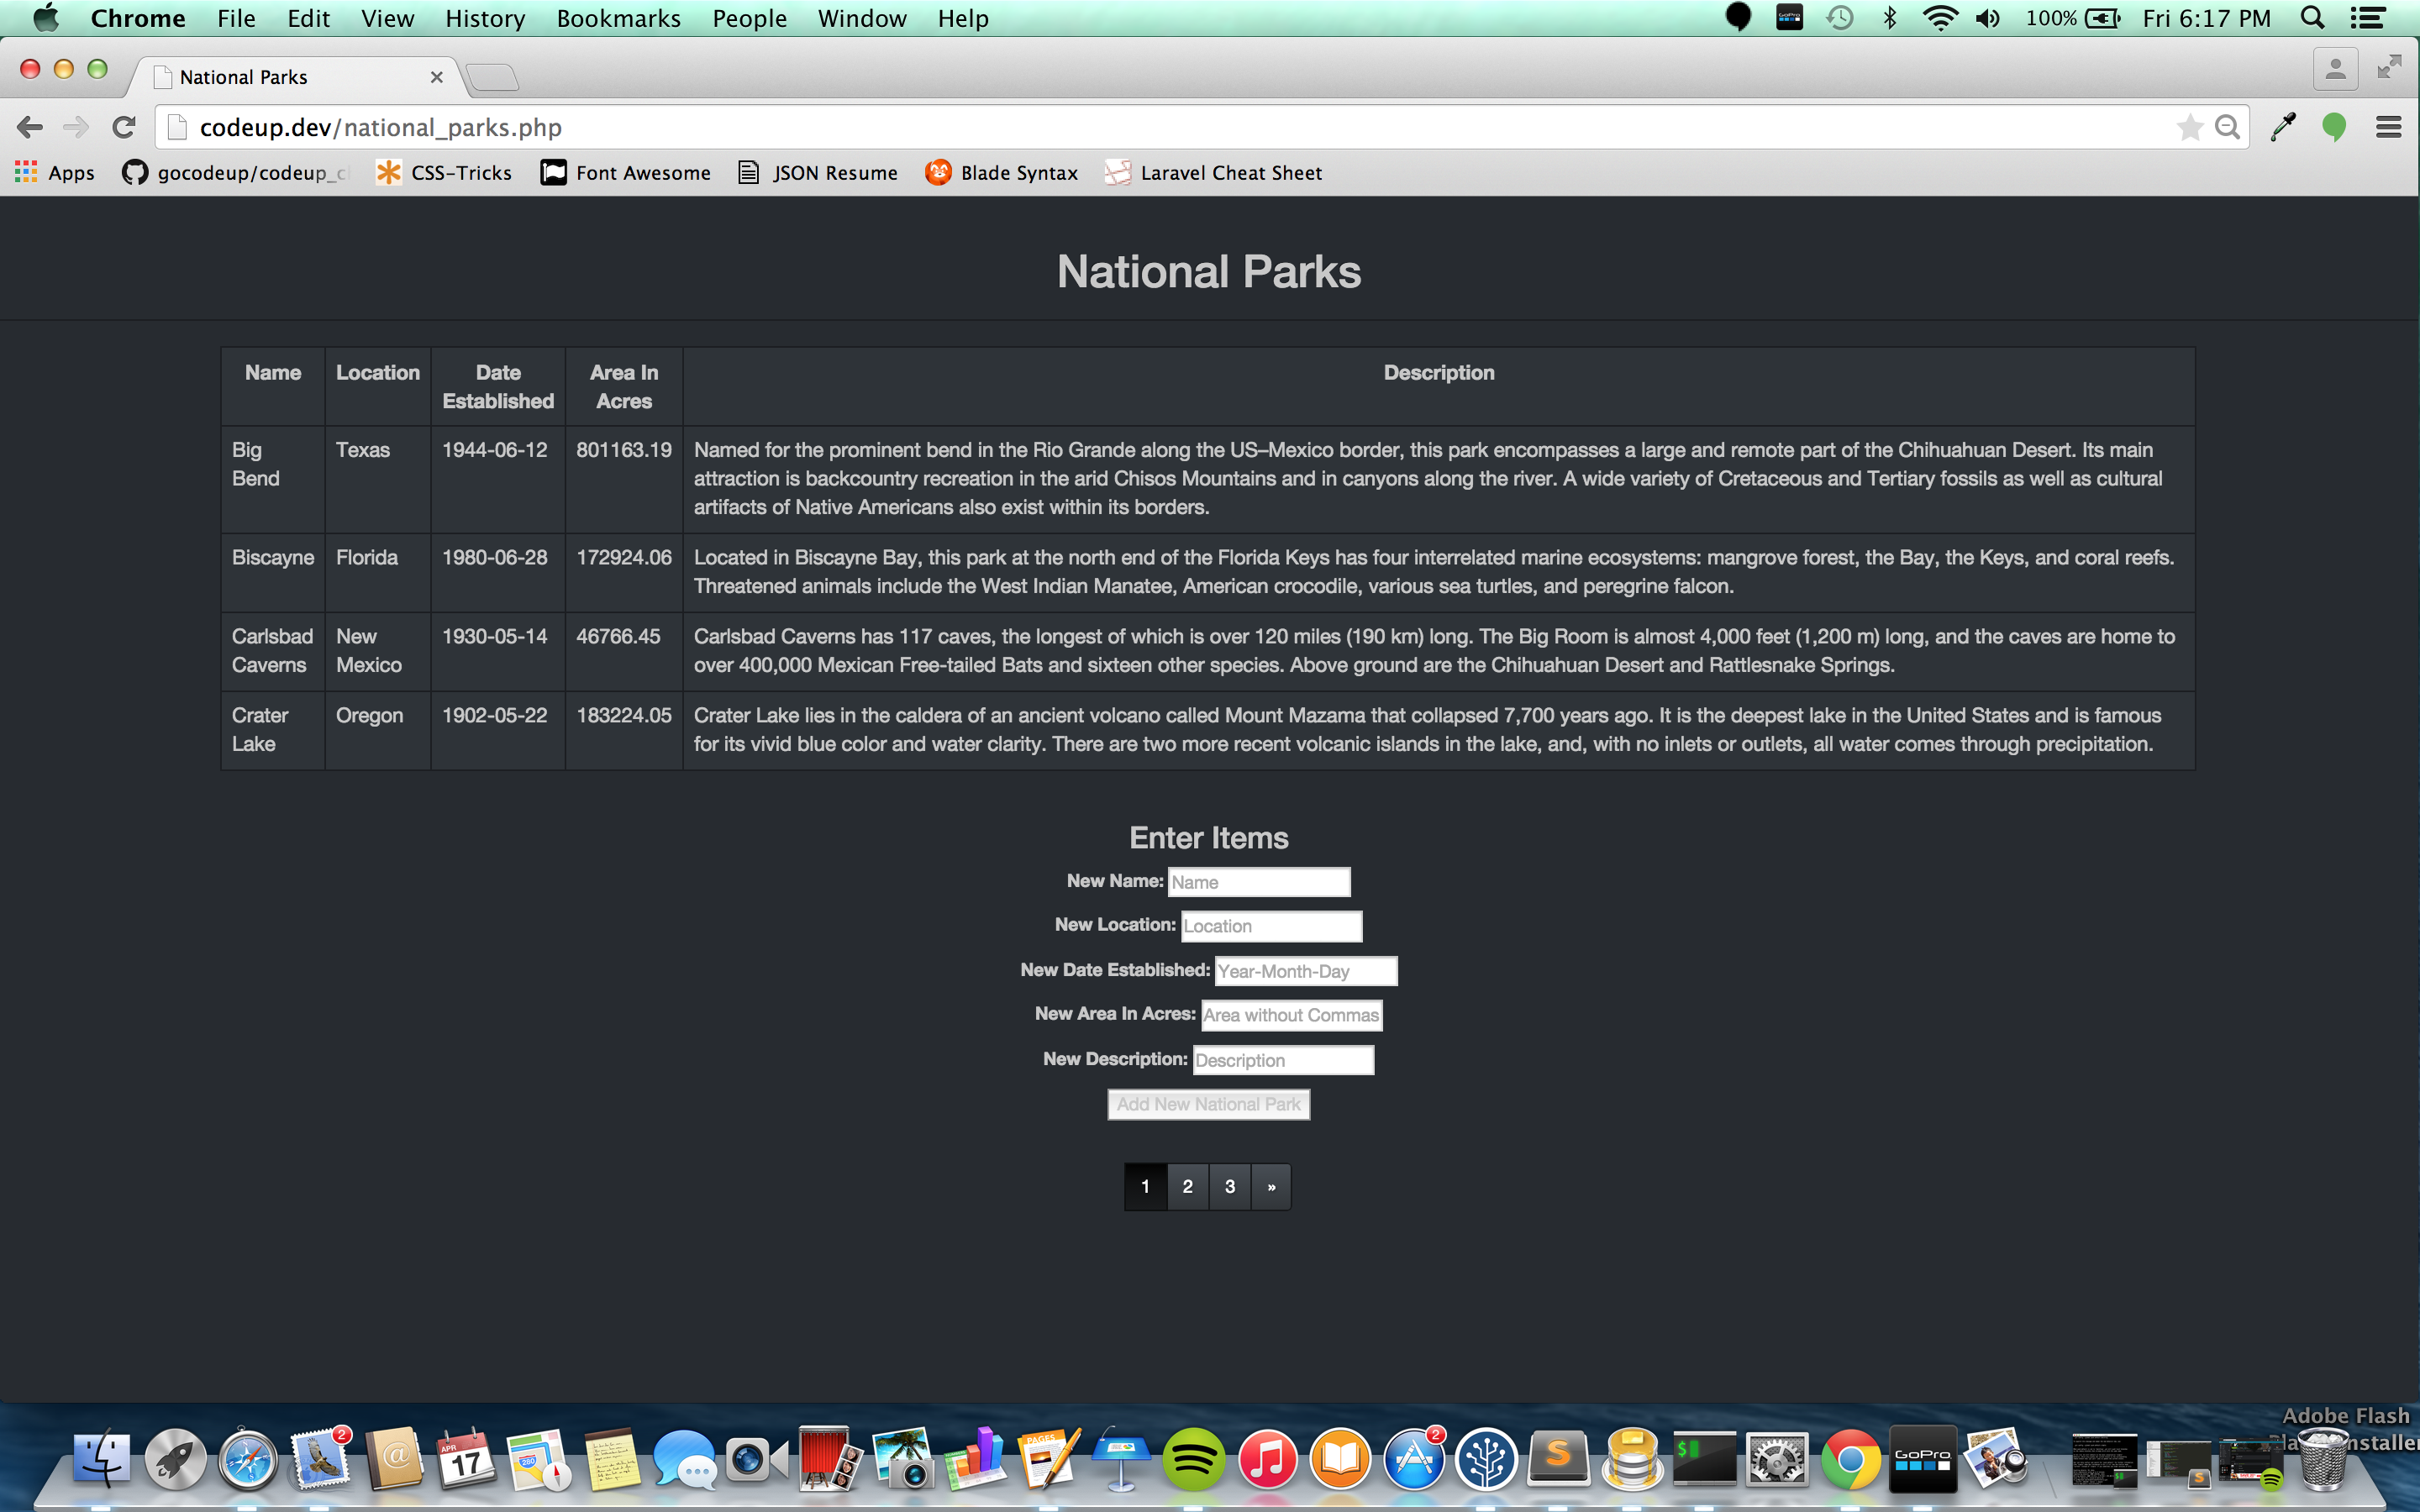 Chrome File Edit View History Bookmarks People Window Help 100% Fri 6:17 PM
National Parks
codeup.dev/national_parks.php
Apps gocodeup/codeup_c CSS-Tricks Font Awesome JSON Resume Blade Syntax Laravel Cheat Sheet
National Parks
Name Location Date Established Area In Acres Description
Big Bend Texas 1944-06-12 801163.19 Named for the prominent bend in the Rio Grande along the US–Mexico border, this park encompasses a large and remote part of the Chihuahuan Desert. Its main
attraction is backcountry recreation in the arid Chisos Mountains and in canyons along the river. A wide variety of Cretaceous and Tertiary fossils as well as cultural
artifacts of Native Americans also exist within its borders.
Biscayne Florida 1980-06-28 172924.06 Located in Biscayne Bay, this park at the north end of the Florida Keys has four interrelated marine ecosystems: mangrove forest, the Bay, the Keys, and coral reefs.
Threatened animals include the West Indian Manatee, American crocodile, various sea turtles, and peregrine falcon.
Carlsbad Caverns New Mexico 1930-05-14 46766.45 Carlsbad Caverns has 117 caves, the longest of which is over 120 miles (190 km) long. The Big Room is almost 4,000 feet (1,200 m) long, and the caves are home to
over 400,000 Mexican Free-tailed Bats and sixteen other species. Above ground are the Chihuahuan Desert and Rattlesnake Springs.
Crater Lake Oregon 1902-05-22 183224.05 Crater Lake lies in the caldera of an ancient volcano called Mount Mazama that collapsed 7,700 years ago. It is the deepest lake in the United States and is famous
for its vivid blue color and water clarity. There are two more recent volcanic islands in the lake, and, with no inlets or outlets, all water comes through precipitation.
Enter Items
New Name: Name
New Location: Location
New Date Established: Year-Month-Day
New Area In Acres: Area without Commas
New Description: Description
Add New National Park
1 2 3 »
Adobe Flash
2 APR 17 280 PAGES 2 S $ GoPro